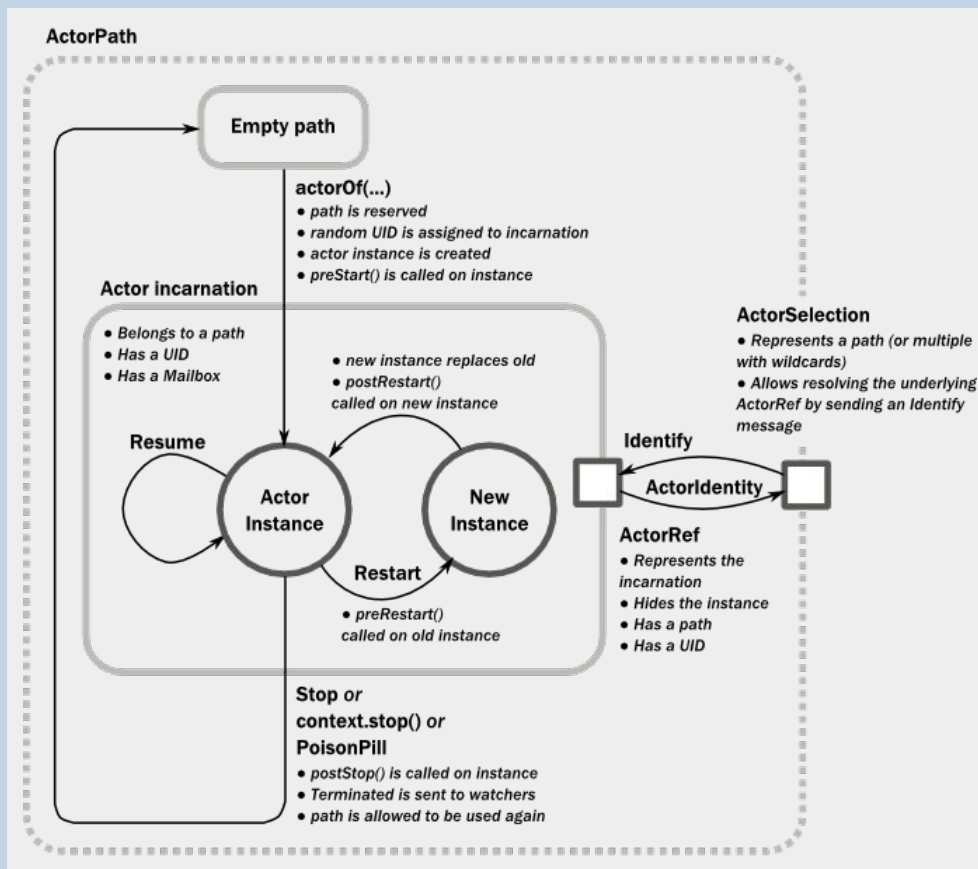 ActorPath
Empty path
actorOf(...)
● path is reserved
● random UID is assigned to incarnation
● actor instance is created
● preStart() is called on instance
Actor incarnation
● Belongs to a path
● Has a UID
● Has a Mailbox
● new instance replaces old
● postRestart()
called on new instance
Resume
Actor
Instance
New
Instance
Restart
● preRestart()
called on old instance
ActorSelection
● Represents a path (or multiple
with wildcards)
● Allows resolving the underlying
ActorRef by sending an Identify
message
Identify
ActorIdentity
ActorRef
● Represents the
incarnation
● Hides the instance
● Has a path
● Has a UID
Stop or
context.stop() or
PoisonPill
● postStop() is called on instance
● Terminated is sent to watchers
● path is allowed to be used again